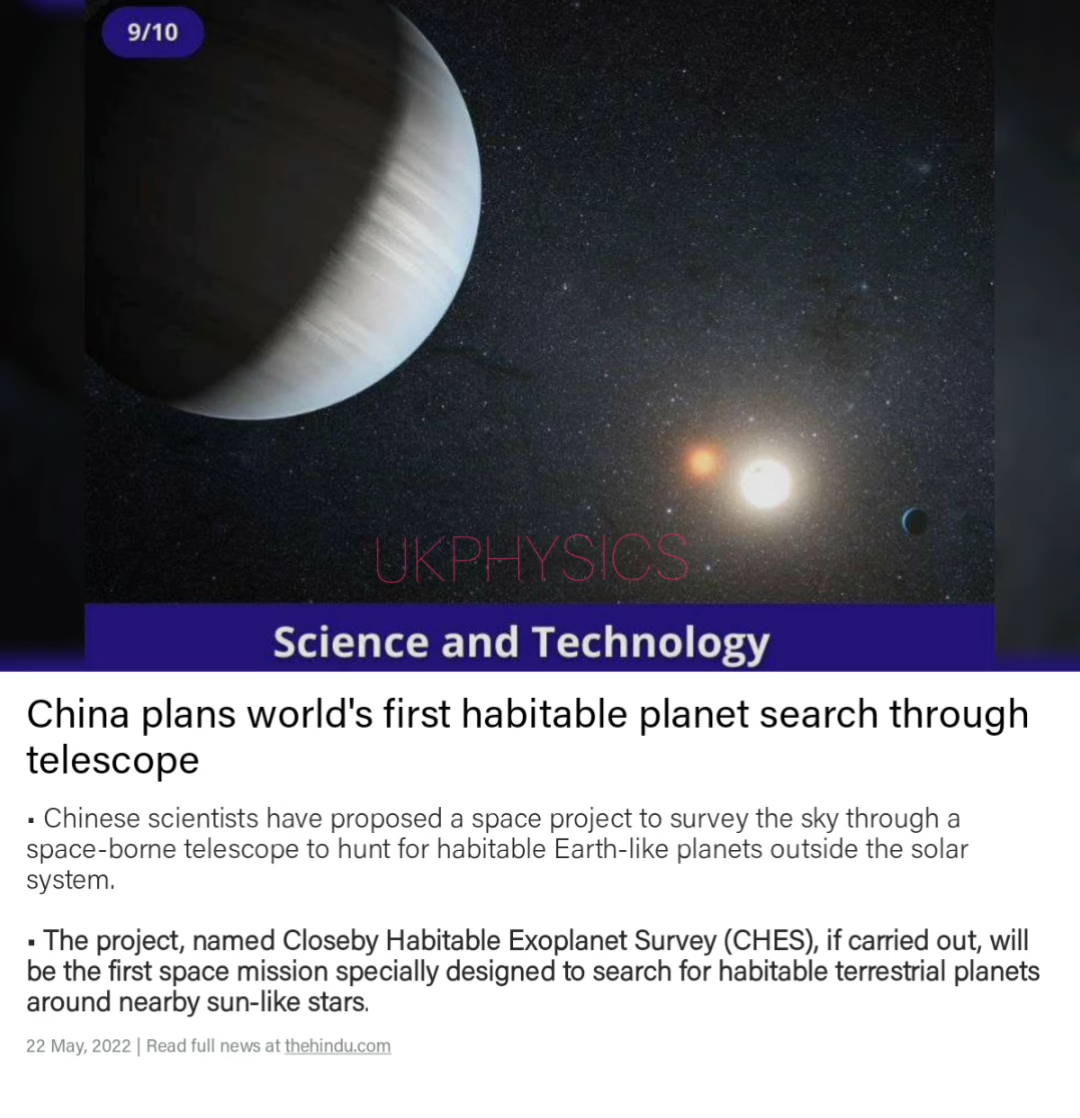 9/10
UKPHYSICS
Science and Technology
China plans world's first habitable planet search through
telescope
▪ Chinese scientists have proposed a space project to survey the sky through a
space-borne telescope to hunt for habitable Earth-like planets outside the solar
system.
▪ The project, named Closeby Habitable Exoplanet Survey (CHES), if carried out, will
be the first space mission specially designed to search for habitable terrestrial planets
around nearby sun-like stars.
22 May, 2022 | Read full news at thehindu.com